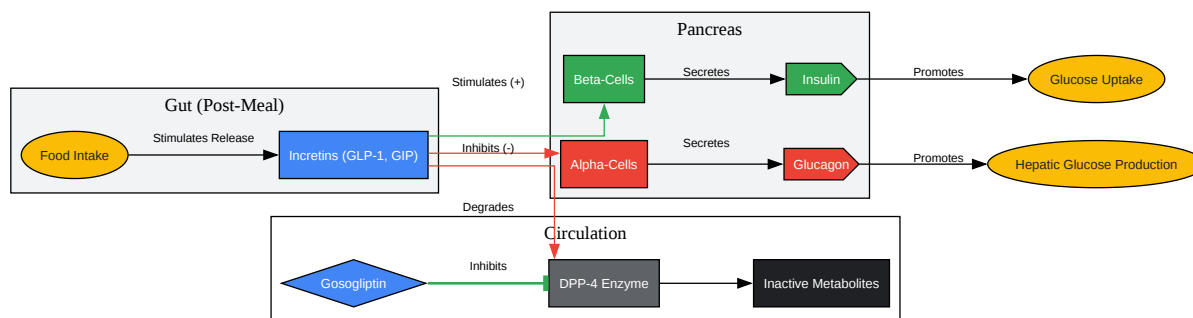 Pancreas
Stimulates (+)
Beta-Cells
Secretes
Insulin
Promotes
Glucose Uptake
Gut (Post-Meal)
Food Intake
Stimulates Release
Incretins (GLP-1, GIP)
Inhibits (-)
Alpha-Cells
Secretes
Glucagon
Promotes
Hepatic Glucose Production
Degrades
Circulation
Gosogliptin
Inhibits
DPP-4 Enzyme
Inactive Metabolites